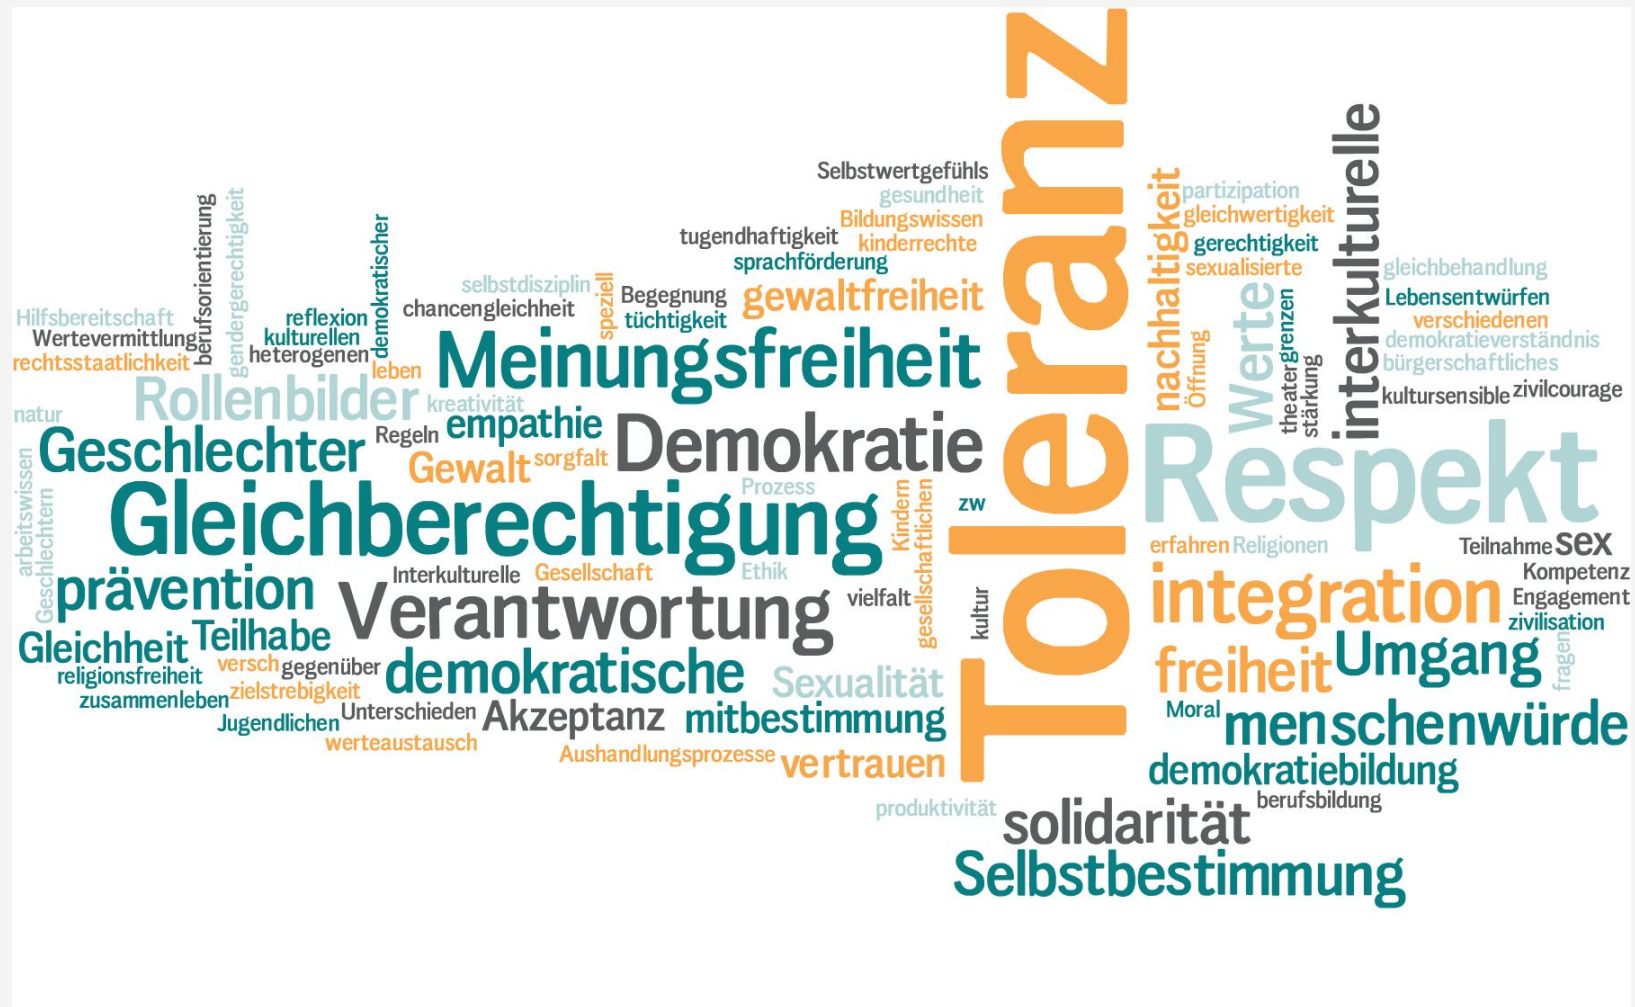 Toleranz
Selbstwertgefühls
gesundheit
Bildungswissen
tugendhaftigkeit
kinderrechte
sprachförderung
selbstdisziplin
speziell
Begegnung
gewaltfreiheit
chancengleichheit
tüchtigkeit
berufsorientierung
gendergerechtigkeit
demokratischer
Hilfsbereitschaft
reflexion
Wertevermittlung
kulturellen
heterogenen
rechtsstaatlichkeit
leben
Meinungsfreiheit
Rollenbilder
kreativität
natur
Regeln
empathie
Demokratie
Geschlechter
Gewalt
sorgfalt
arbeitswissen
Geschlechtern
Gleichberechtigung
Prozess
Kindern
gesellschaftlichen
zw
Interkulturelle
Gesellschaft
Ethik
prävention
Verantwortung
vielfalt
kultur
Gleichheit
Teilhabe
versch
gegenüber
demokratische
Sexualität
religionsfreiheit
zielstrebigkeit
zusammenleben
Jugendlichen
Unterschieden
Akzeptanz
mitbestimmung
werteaustausch
Aushandlungsprozesse
vertrauen
nachhaltigkeit
partizipation
gleichwertigkeit
gerechtigkeit
sexualisierte
Öffnung
Werte
theatergrenzen
stärkung
interkulturelle
gleichbehandlung
Lebensentwürfen
verschiedenen
demokratieverständnis
bürgerschaftliches
kultursensible
zivilcourage
Respekt
erfahren
Religionen
Teilnahme
sex
Kompetenz
integration
Engagement
zivilisation
freiheit
Umgang
fragen
Moral
menschenwürde
demokratiebildung
berufsbildung
produktivität
solidarität
Selbstbestimmung